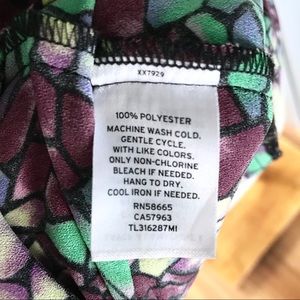 XX7929
100% POLYESTER
MACHINE WASH COLD.
GENTLE CYCLE.
WITH LIKE COLORS.
ONLY NON-CHLORINE
BLEACH IF NEEDED.
HANG TO DRY.
COOL IRON IF NEEDED.
RN58665
CA57963
TL316287MI